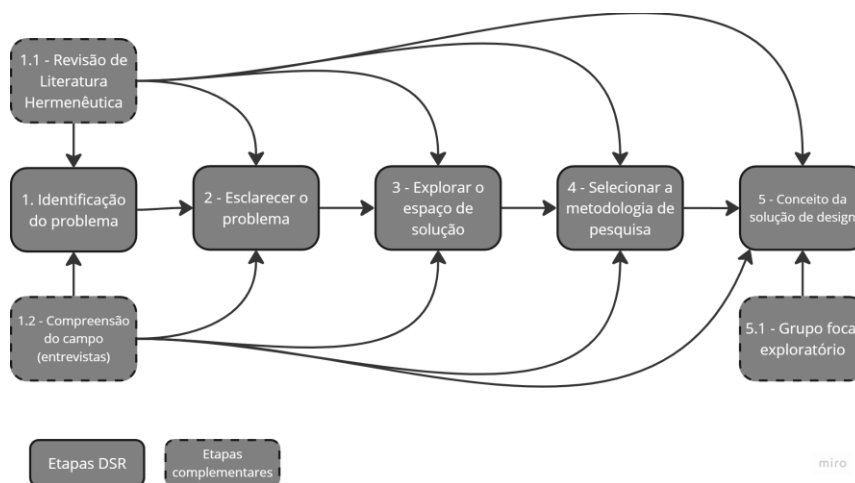 1.1 - Revisão de
Literatura
Hermenêutica
1. Identificação
do problema
2 - Esclarecer o
problema
3 - Explorar o
espaço de
solução
4 - Selecionar a
metodologia de
pesquisa
5 - Conceito da
solução de design
1.2 - Compreensão
do campo
(entrevistas)
5.1 - Grupo foca
exploratório
Etapas DSR
Etapas
complementares
miro